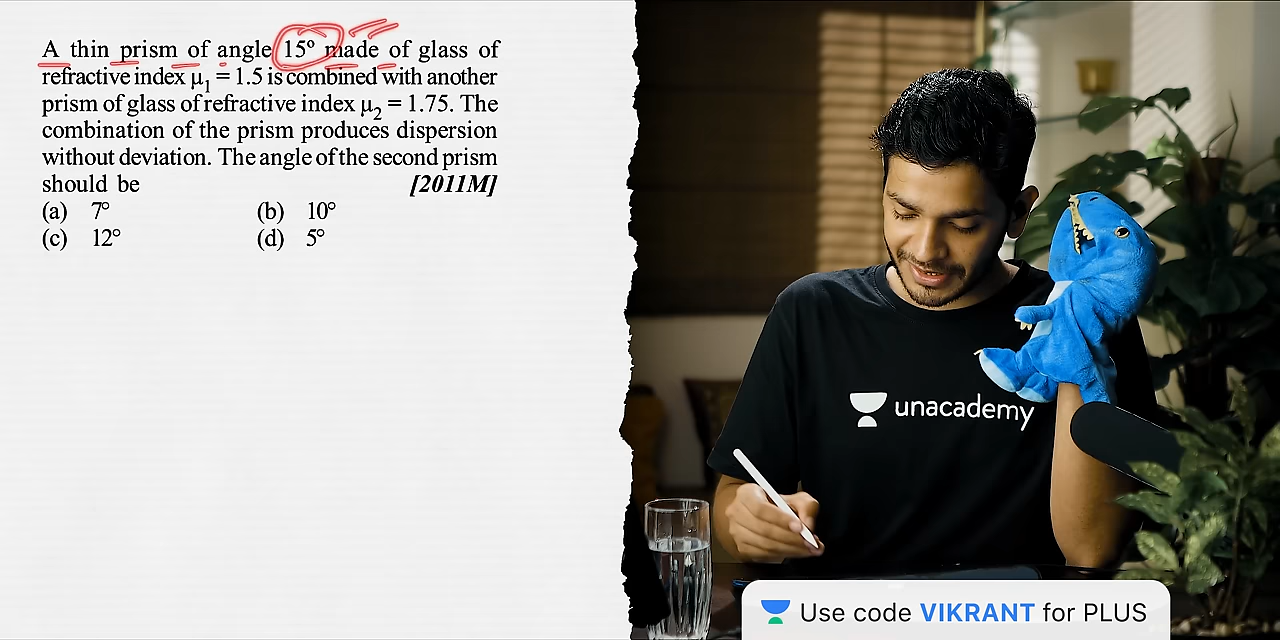 A thin prism of angle 15º made of glass of
refractive index μ₁ = 1.5 is combined with another
prism of glass of refractive index μ₂ = 1.75. The
combination of the prism produces dispersion
without deviation. The angle of the second prism
should be [2011M]
(a) 7° (b) 10°
(c) 12° (d) 5°
unacademy
Use code VIKRANT for PLUS